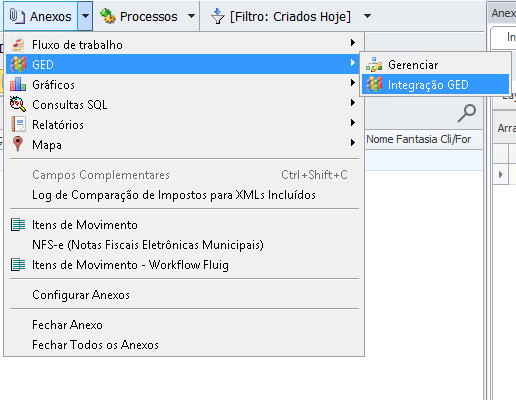 Anexos Processos [Filtro: Criados Hoje] Anexo
Fluxo de trabalho
GED
Gerenciar
Gráficos
Integração GED
Consultas SQL
Relatórios
Arra
Mapa
Nome Fantasia Cli/For
Campos Complementares Ctrl+Shift+C
Log de Comparação de Impostos para XMLs Incluídos
Itens de Movimento
NFS-e (Notas Fiscais Eletrônicas Municipais)
Itens de Movimento - Workflow Fluig
Configurar Anexos
Fechar Anexo
Fechar Todos os Anexos